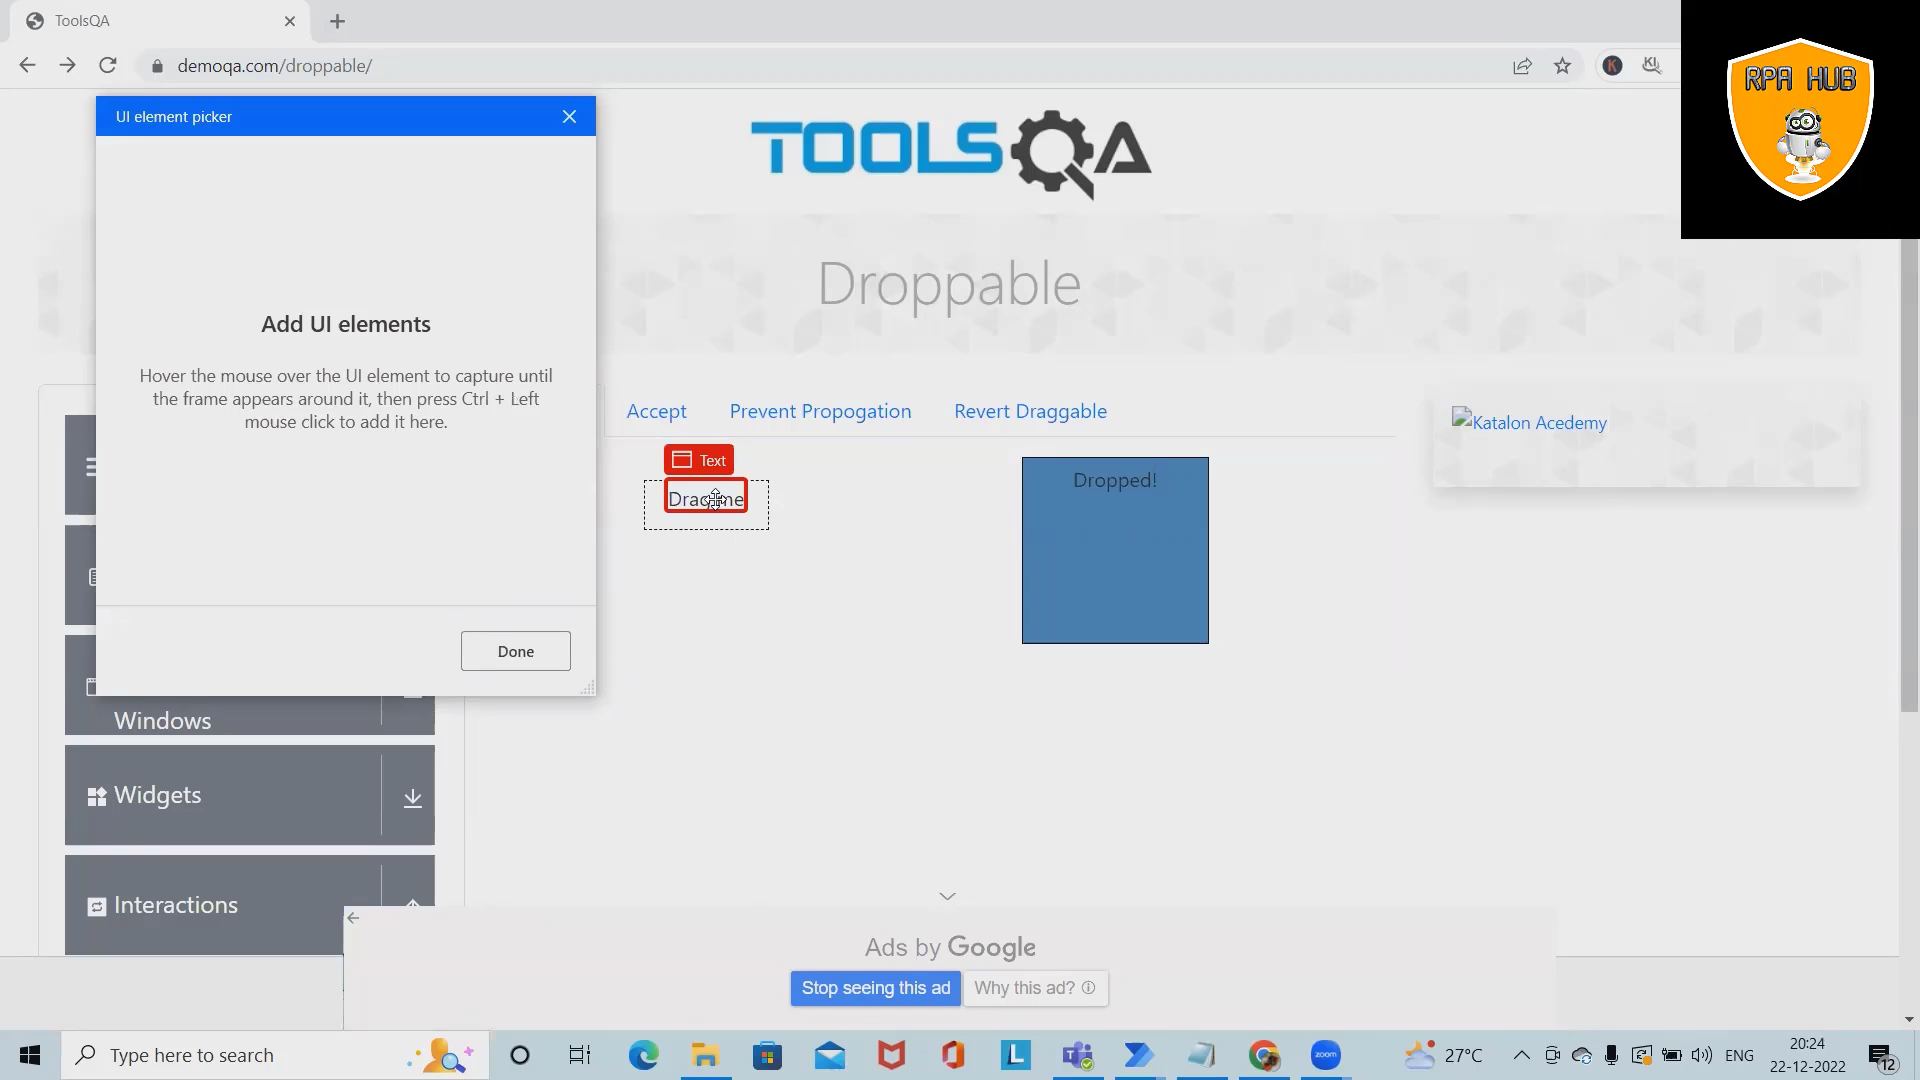 ToolsQA
demoqa.com/droppable/
RPA HUB
UI element picker
TOOLSQA
Droppable
Add UI elements
Hover the mouse over the UI element to capture until
the frame appears around it, then press Ctrl + Left
mouse click to add it here.
Accept
Prevent Propogation
Revert Draggable
Katalon Acedemy
Text
Dropped!
Done
Windows
Widgets
Interactions
Ads by Google
Stop seeing this ad
Why this ad?
Type here to search
zoom
27°C
ENG
20:24
22-12-2022
12